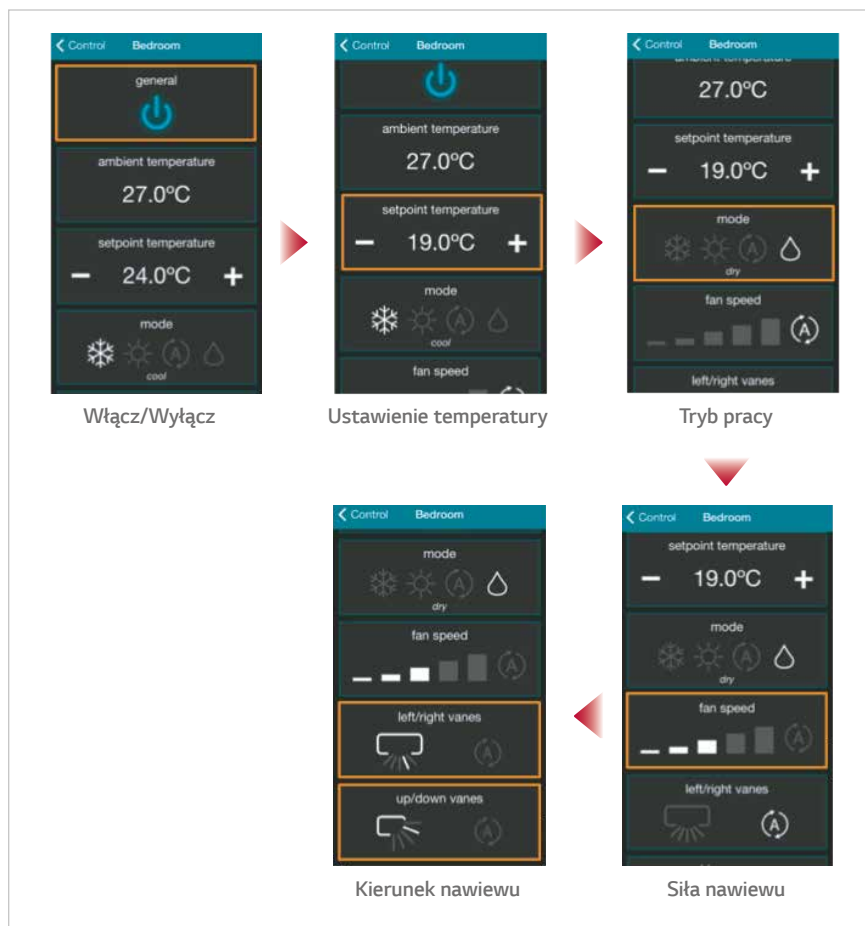 Control Bedroom
general
ambient temperature
27.0°C
setpoint temperature
− 24.0°C +
mode
cool
Włącz/Wyłącz
Control Bedroom
ambient temperature
27.0°C
setpoint temperature
− 19.0°C +
mode
A
cool
fan speed
Ustawienie temperatury
Control Bedroom
ambient temperature
27.0°C
setpoint temperature
− 19.0°C +
mode
A
dry
fan speed
A
left/right vanes
Tryb pracy
Control Bedroom
setpoint temperature
− 19.0°C +
mode
A
dry
fan speed
A
left/right vanes
A
Siła nawiewu
Control Bedroom
mode
A
dry
fan speed
A
left/right vanes
A
up/down vanes
A
Kierunek nawiewu